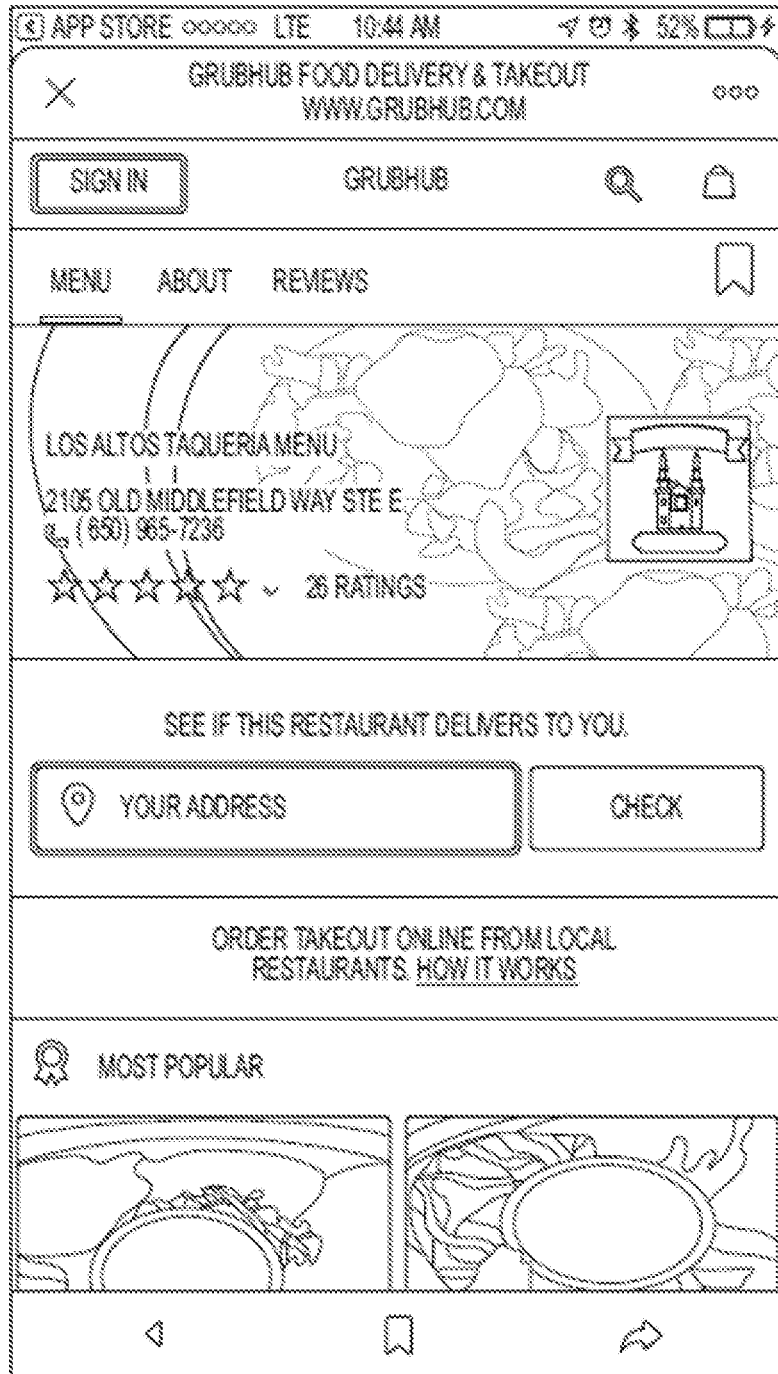 APP STORE LTE 10:44 AM 52%
GRUBHUB FOOD DELIVERY & TAKEOUT
WWW.GRUBHUB.COM
SIGN IN GRUBHUB
MENU ABOUT REVIEWS
LOS ALTOS TAQUERIA MENU
2105 OLD MIDDLEFIELD WAY STE E
(650) 965-7236
26 RATINGS
SEE IF THIS RESTAURANT DELIVERS TO YOU.
YOUR ADDRESS CHECK
ORDER TAKEOUT ONLINE FROM LOCAL
RESTAURANTS. HOW IT WORKS
MOST POPULAR